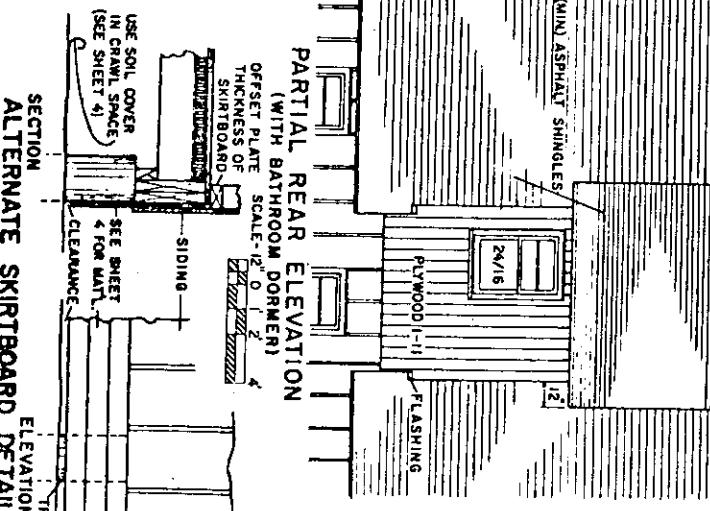 (MIN) ASPHALT SHINGLES
24/16
PLYWOOD 1-11
12"
FLASHING
PARTIAL REAR ELEVATION
(WITH BATHROOM DORMER)
SCALE - 12" 0 1' 2' 4'
OFFSET PLATE
THICKNESS OF
SKIRTBOARD
USE SOIL COVER
IN CRAWL SPACE
(SEE SHEET 4)
SIDING
SEE SHEET
4 FOR MAT'L
CLEARANCE
SECTION
ELEVATION
ALTERNATE SKIRTBOARD DETAIL